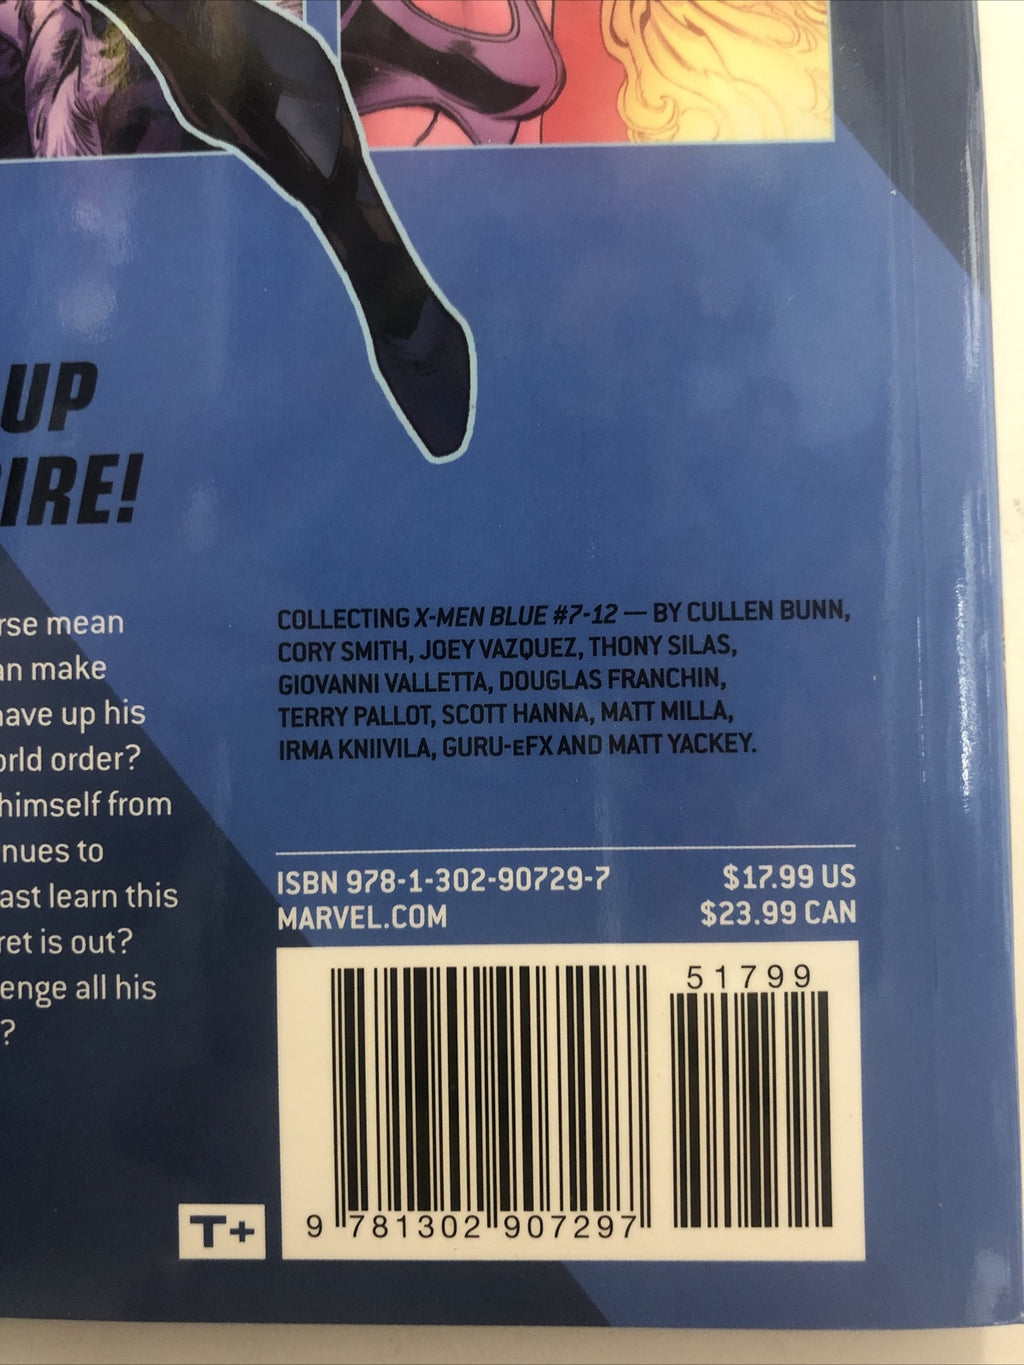 UP
IRE!
rse mean
an make
ave up his
orld order?
himself from
nues to
ast learn this
ret is out?
enge all his
?
COLLECTING X-MEN BLUE #7-12 — BY CULLEN BUNN,
CORY SMITH, JOEY VAZQUEZ, THONY SILAS,
GIOVANNI VALLETTA, DOUGLAS FRANCHIN,
TERRY PALLOT, SCOTT HANNA, MATT MILLA,
IRMA KNIIVILA, GURU-eFX AND MATT YACKEY.
ISBN 978-1-302-90729-7
$17.99 US
MARVEL.COM
$23.99 CAN
51799
9 781302 907297
T+